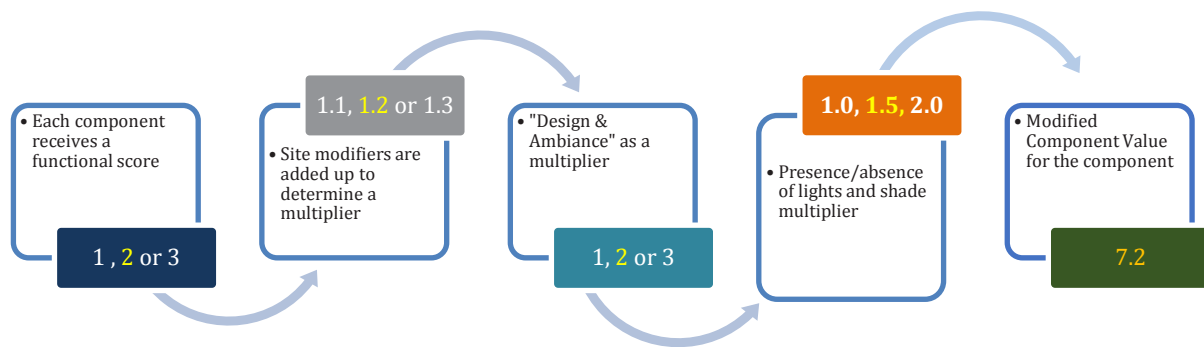 • Each component
receives a
functional score
1 , 2 or 3
1.1, 1.2 or 1.3
• Site modifiers are
added up to
determine a
multiplier
• "Design &
Ambiance" as a
multiplier
1, 2 or 3
1.0, 1.5, 2.0
• Presence/absence
of lights and shade
multiplier
• Modified
Component Value
for the component
7.2